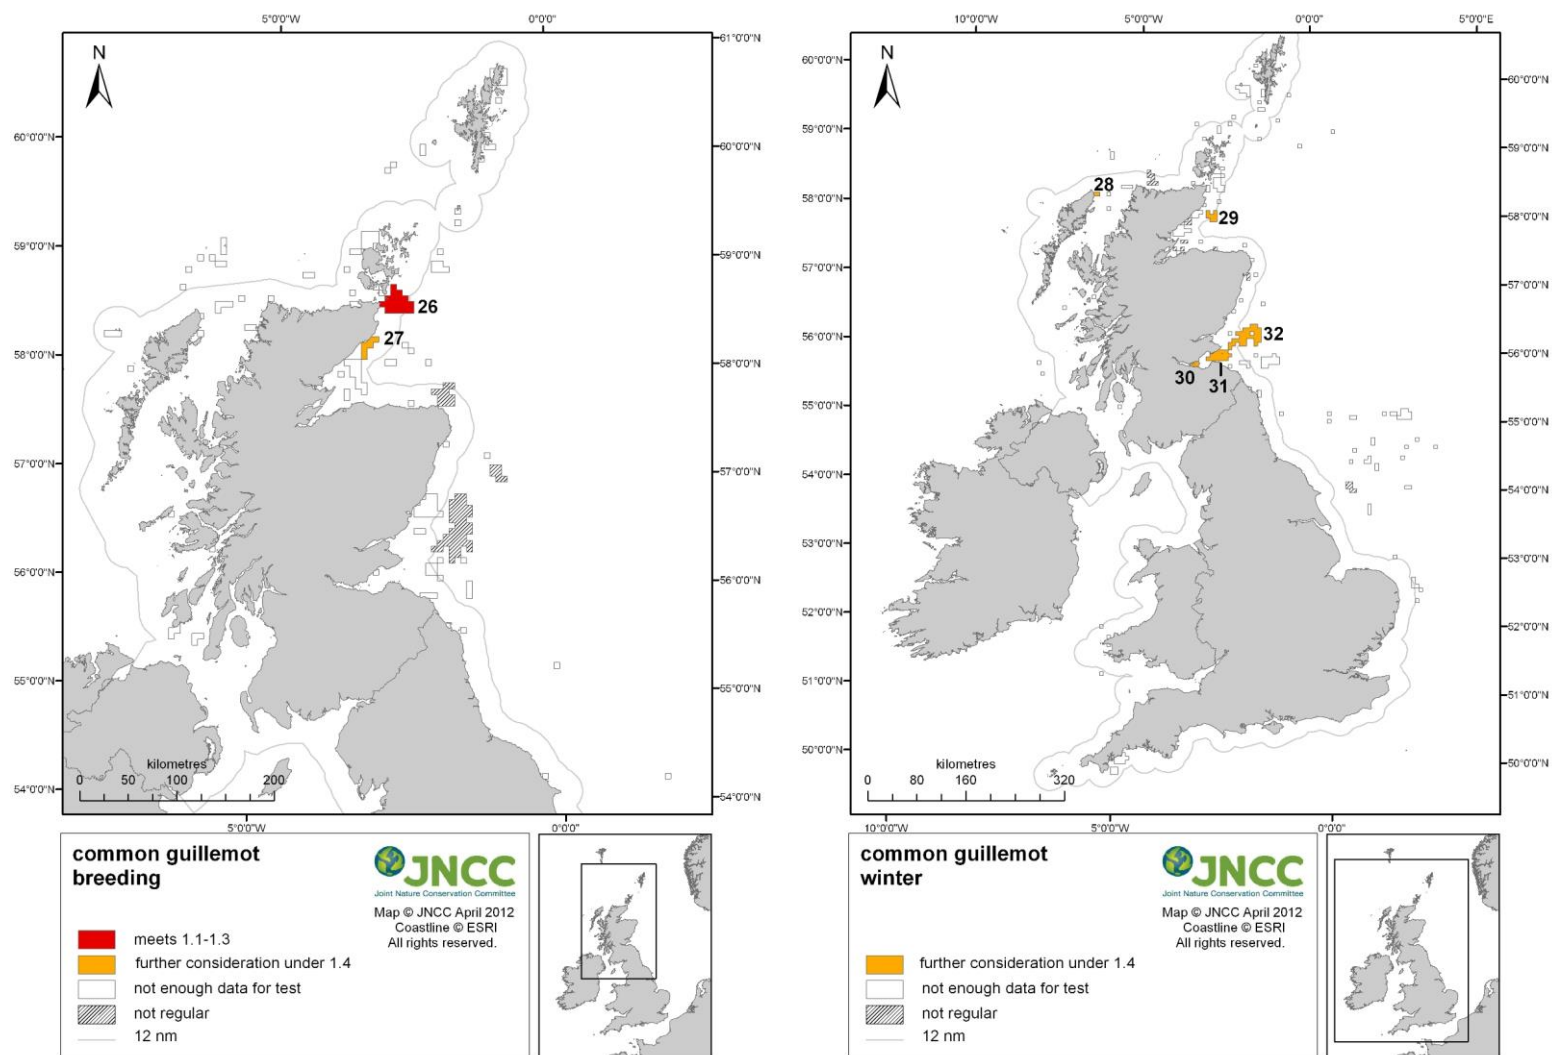 5°0'0"W 0°0'0"
61°0'0"N
N
60°0'0"N
60°0'0"N
59°0'0"N
59°0'0"N
26
27
58°0'0"N
58°0'0"N
57°0'0"N
57°0'0"N
56°0'0"N
56°0'0"N
55°0'0"N
55°0'0"N
kilometres
0 50 100 200
54°0'0"N
54°0'0"N
5°0'0"W 0°0'0"
common guillemot
breeding
JNCC
Joint Nature Conservation Committee
Map © JNCC April 2012
Coastline © ESRI
All rights reserved.
meets 1.1-1.3
further consideration under 1.4
not enough data for test
not regular
12 nm
10°0'0"W 5°0'0"W 0°0'0" 5°0'0"E
N
60°0'0"N
60°0'0"N
59°0'0"N
59°0'0"N
28
58°0'0"N
29
58°0'0"N
57°0'0"N
57°0'0"N
56°0'0"N
32
56°0'0"N
30
31
55°0'0"N
55°0'0"N
54°0'0"N
54°0'0"N
53°0'0"N
53°0'0"N
52°0'0"N
52°0'0"N
51°0'0"N
51°0'0"N
50°0'0"N
50°0'0"N
kilometres
0 80 160 320
10°0'0"W 5°0'0"W 0°0'0"
common guillemot
winter
JNCC
Joint Nature Conservation Committee
Map © JNCC April 2012
Coastline © ESRI
All rights reserved.
further consideration under 1.4
not enough data for test
not regular
12 nm